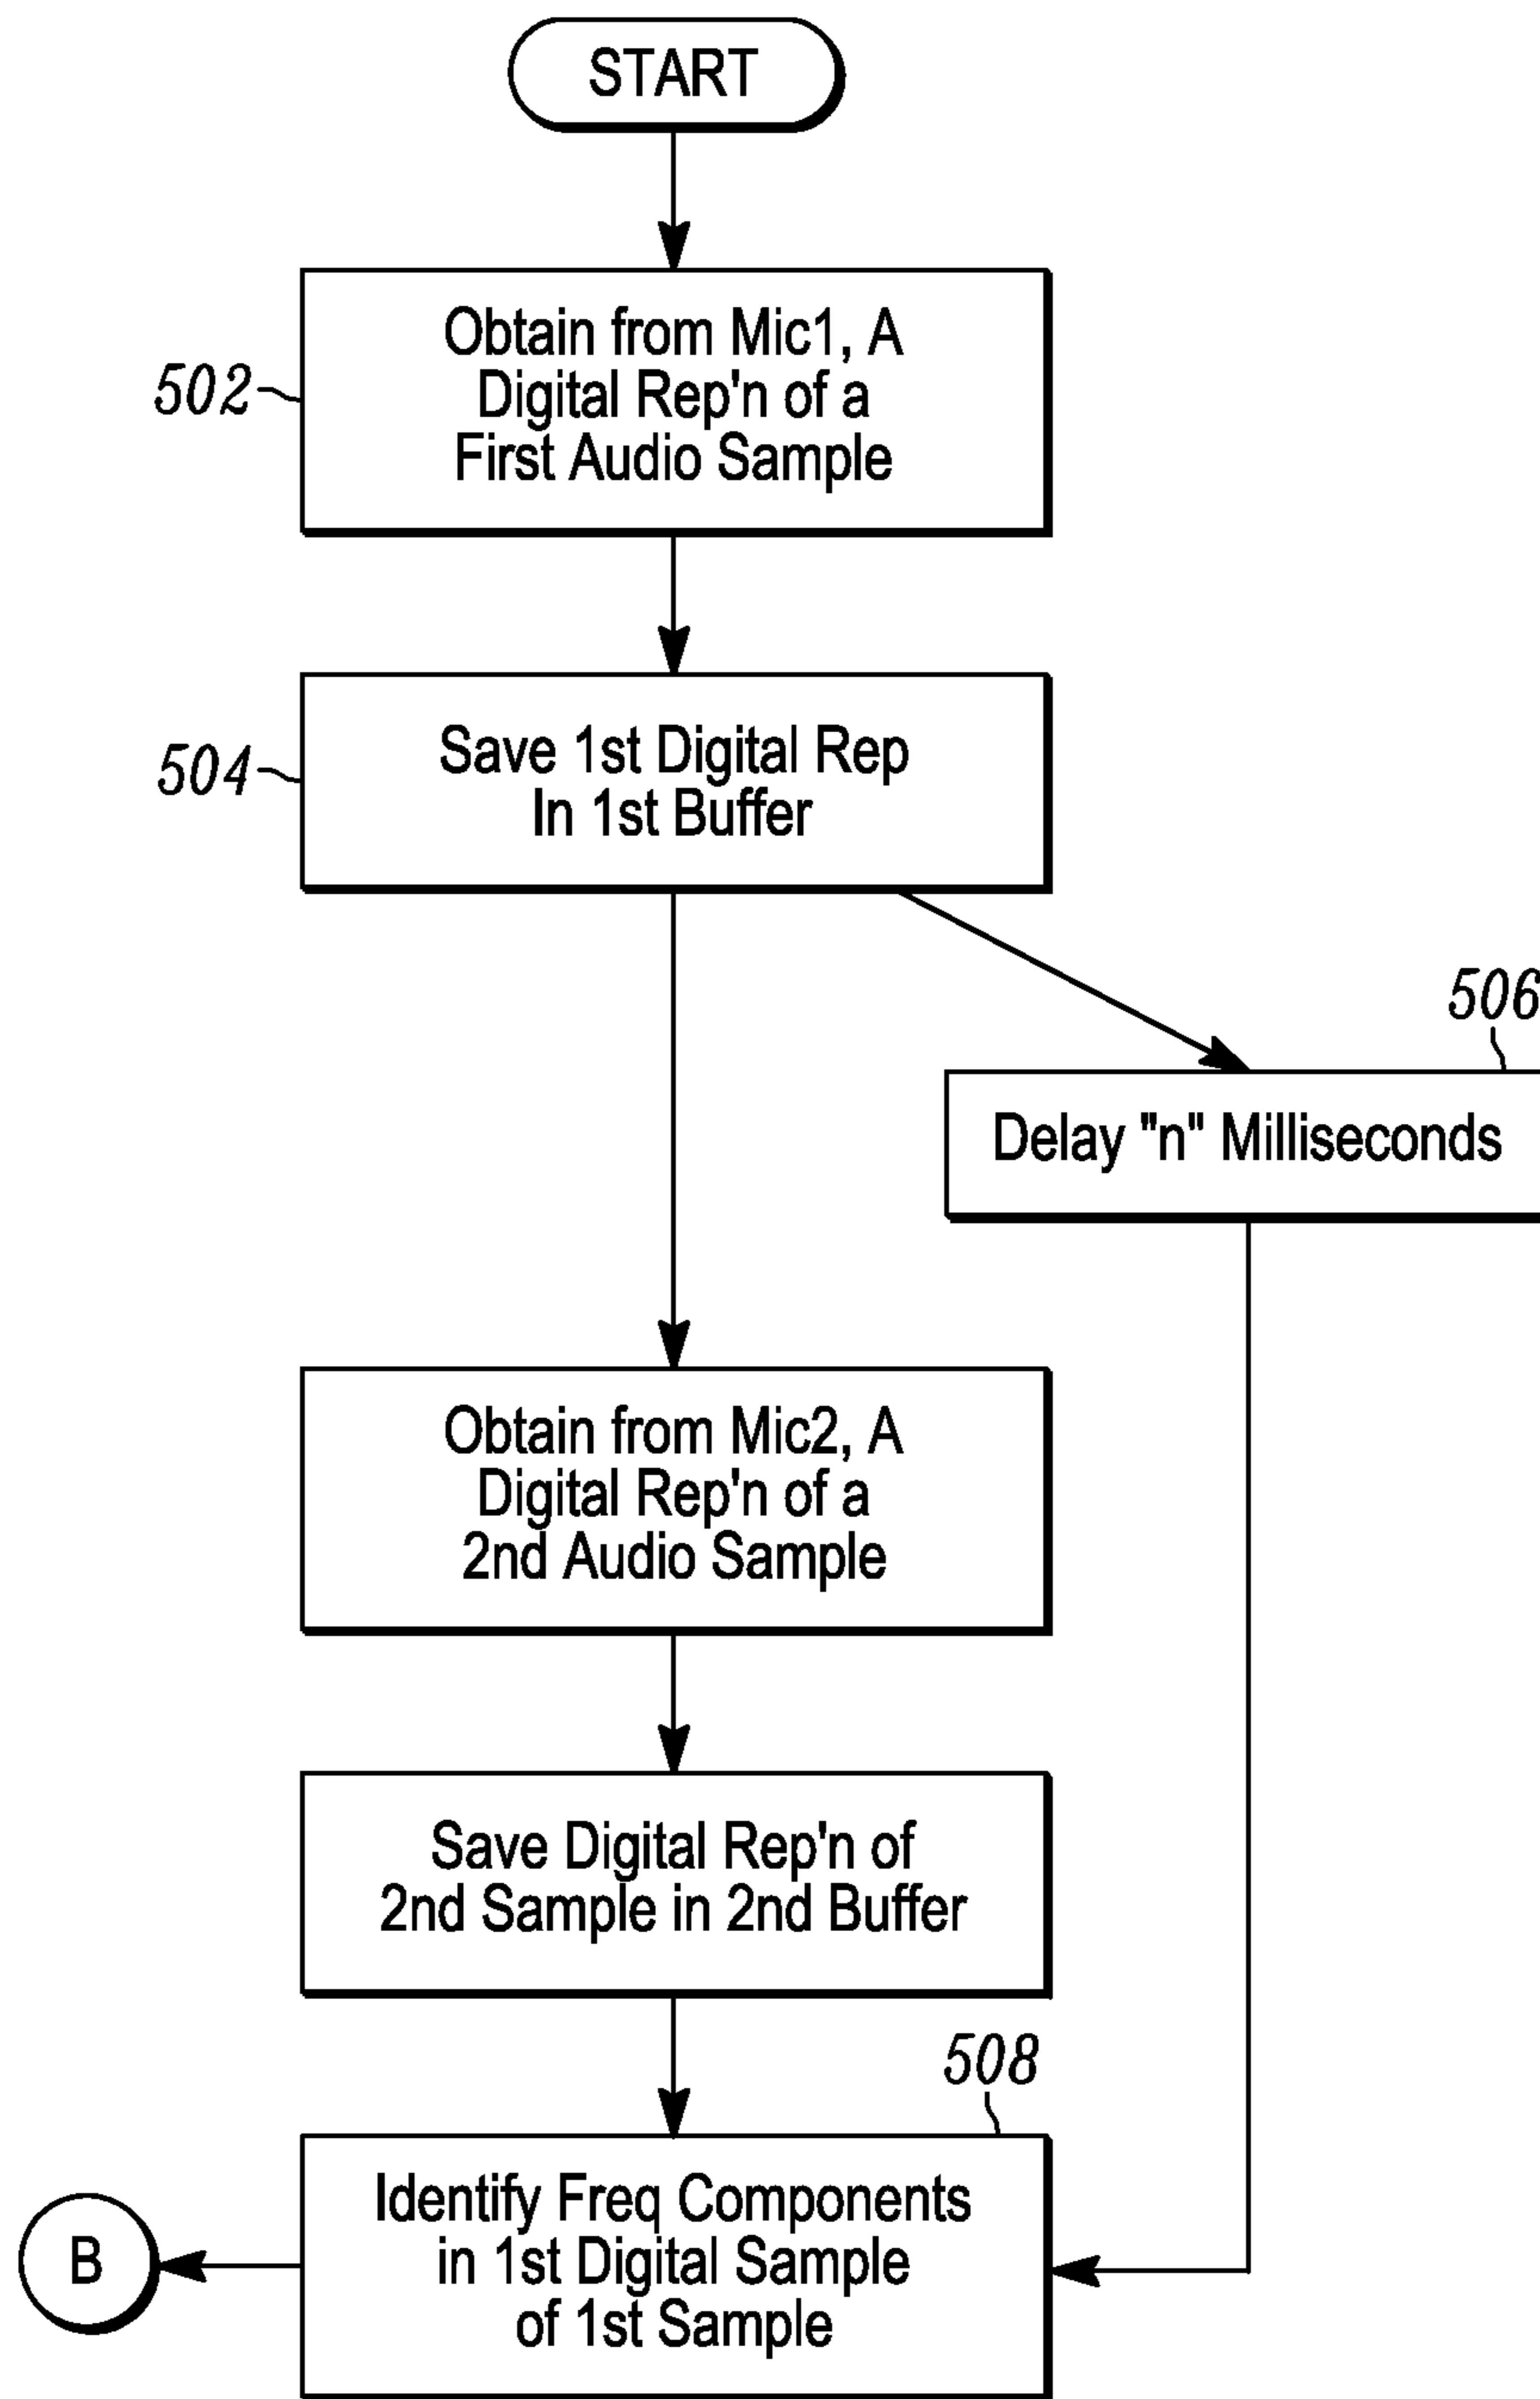 START
502
Obtain from Mic1, A
Digital Rep'n of a
First Audio Sample
504
Save 1st Digital Rep
In 1st Buffer
506
Delay "n" Milliseconds
Obtain from Mic2, A
Digital Rep'n of a
2nd Audio Sample
Save Digital Rep'n of
2nd Sample in 2nd Buffer
508
Identify Freq Components
in 1st Digital Sample
of 1st Sample
B